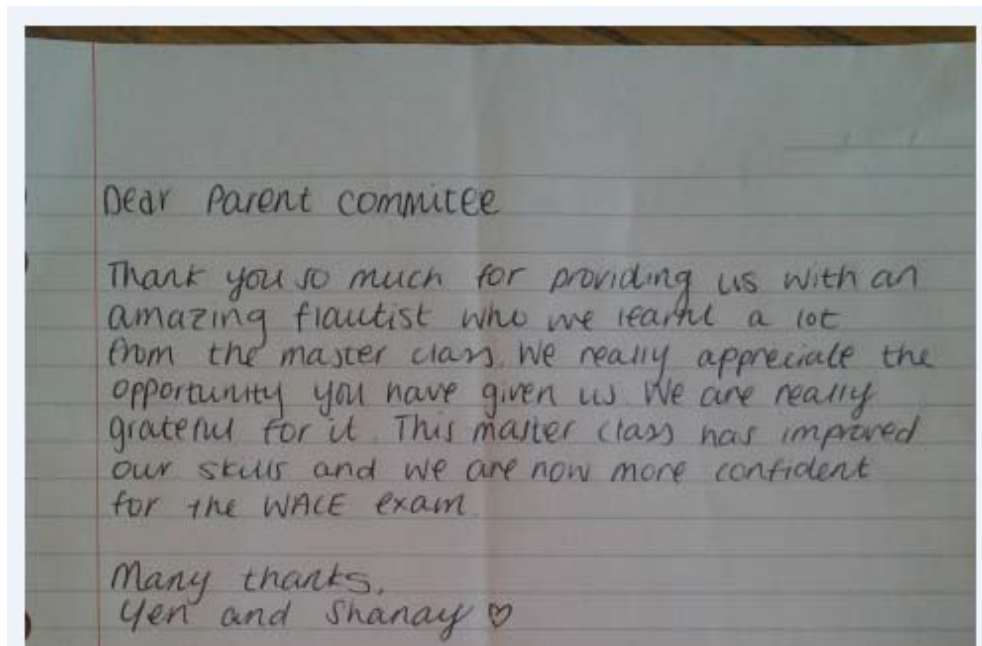 Dear Parent commitee
Thank you so much for providing us with an
amazing flautist who we learnt a lot
from the master class. We really appreciate the
opportunity you have given us. We are really
grateful for it. This master class has improved
our skills and we are now more confident
for the WACE exam.
Many thanks,
Yen and Shanay ♡